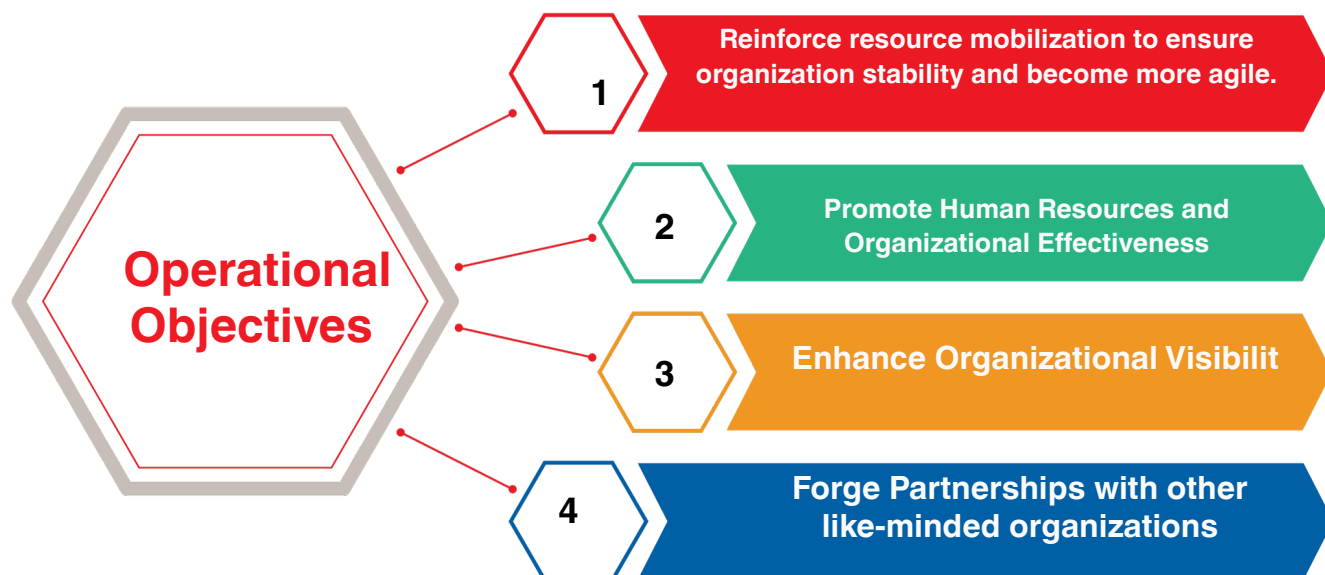 Operational
Objectives
1
Reinforce resource mobilization to ensure
organization stability and become more agile.
2
Promote Human Resources and
Organizational Effectiveness
3
Enhance Organizational Visibilit
4
Forge Partnerships with other
like-minded organizations